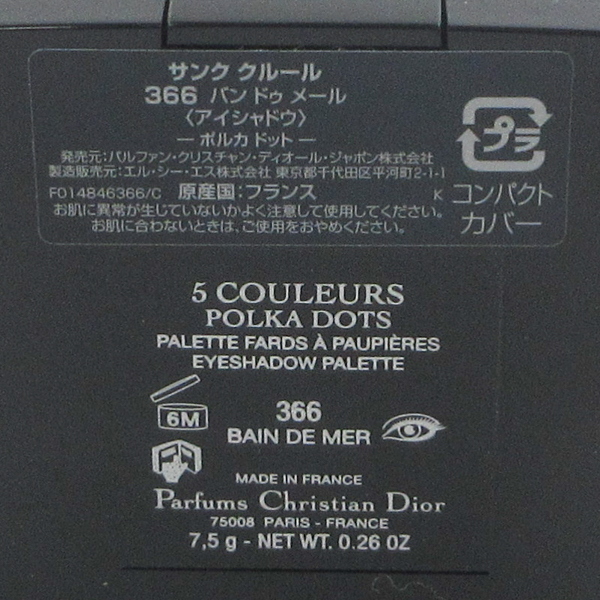 サンク クルール
366 バン ドゥ メール
〈アイシャドウ〉
— ポルカ ドット —
発売元：パルファン・クリスチャン・ディオール・ジャポン株式会社
製造販売元：エル・シー・エス株式会社 東京都千代田区平河町2-1-1
F014846366/C 原産国：フランス K
お肌に異常が生じていないかよく注意して使用してください。
お肌に合わないときは、ご使用をおやめください。
プラ
コンパクト
カバー
5 COULEURS
POLKA DOTS
PALETTE FARDS À PAUPIÈRES
EYESHADOW PALETTE
6M
366
BAIN DE MER
MADE IN FRANCE
Parfums Christian Dior
75008 PARIS - FRANCE
7,5 g - NET WT. 0.26 OZ